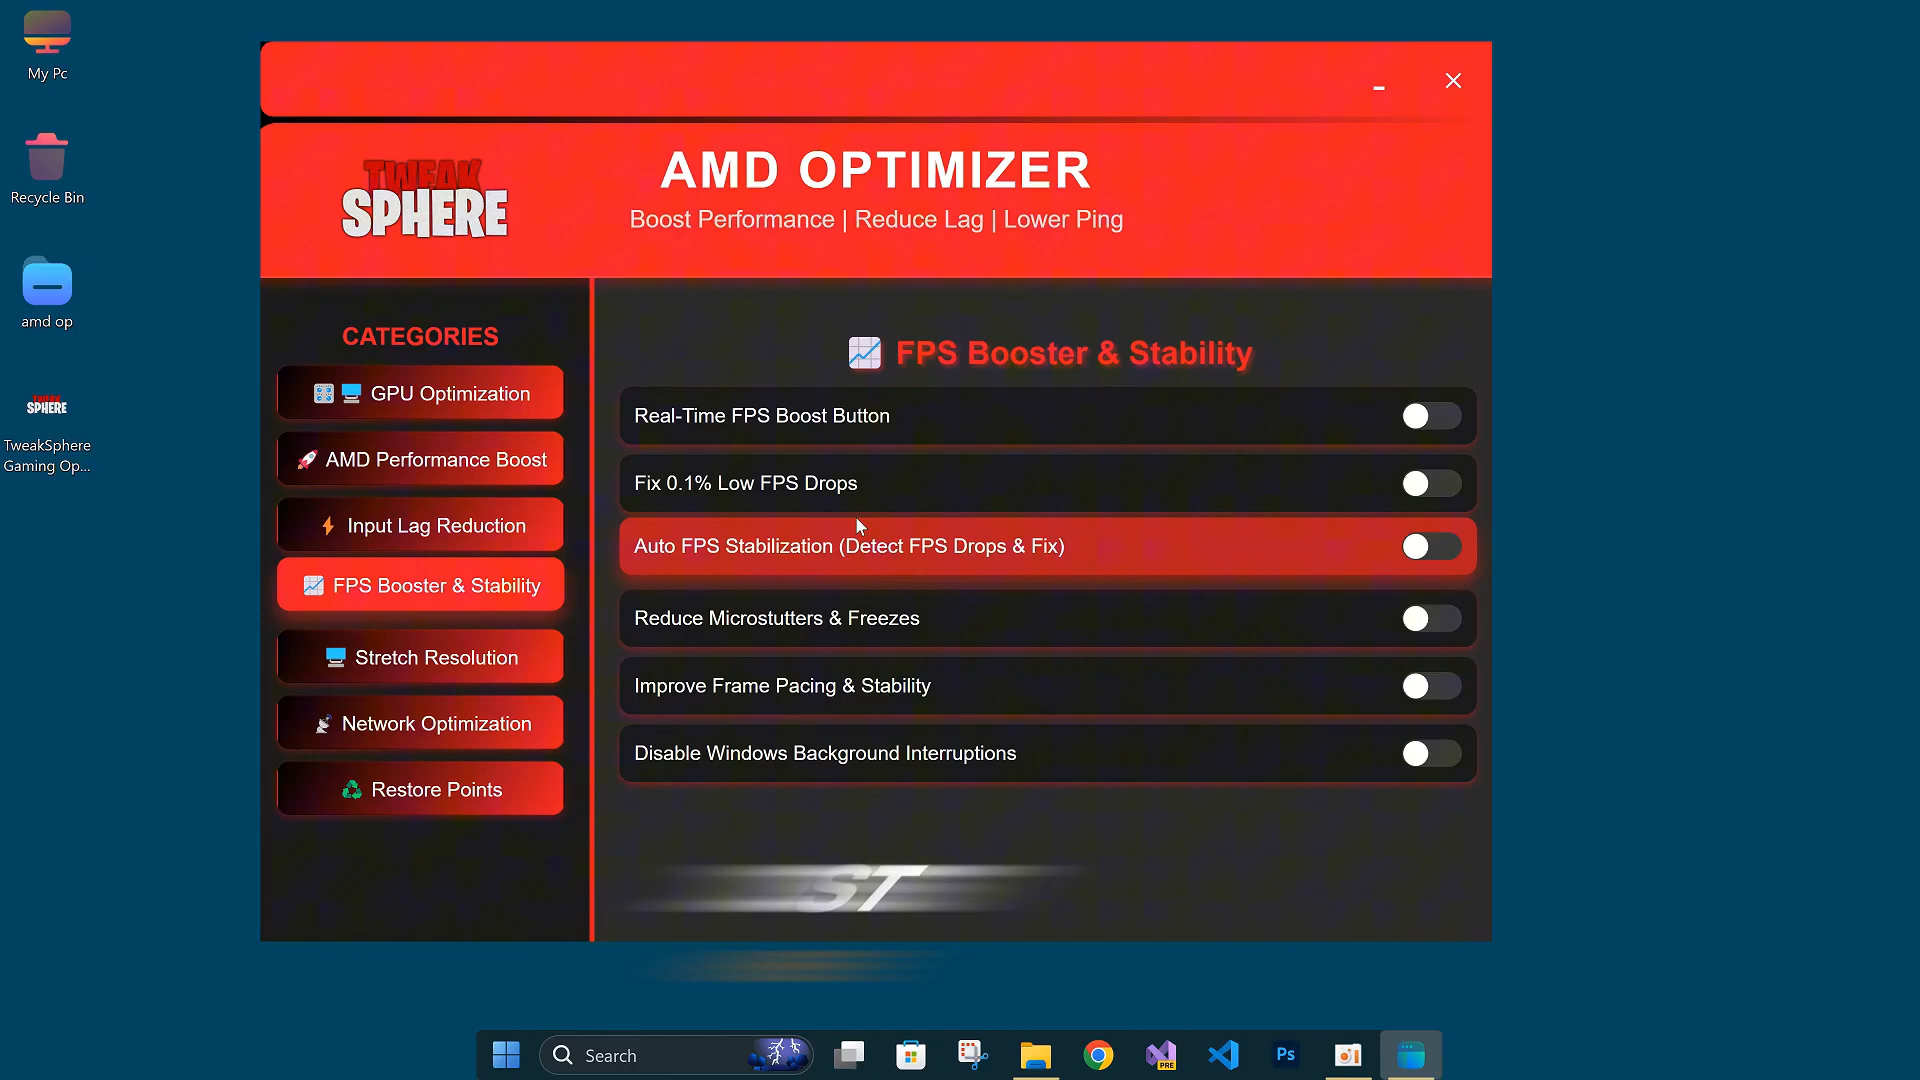 My Pc
Recycle Bin
amd op
TWEAK
SPHERE
TweakSphere
Gaming Op...
TWEAK
SPHERE
AMD OPTIMIZER
Boost Performance | Reduce Lag | Lower Ping
CATEGORIES
GPU Optimization
AMD Performance Boost
Input Lag Reduction
FPS Booster & Stability
Stretch Resolution
Network Optimization
Restore Points
FPS Booster & Stability
Real-Time FPS Boost Button
Fix 0.1% Low FPS Drops
Auto FPS Stabilization (Detect FPS Drops & Fix)
Reduce Microstutters & Freezes
Improve Frame Pacing & Stability
Disable Windows Background Interruptions
ST
Search
PRE
Ps